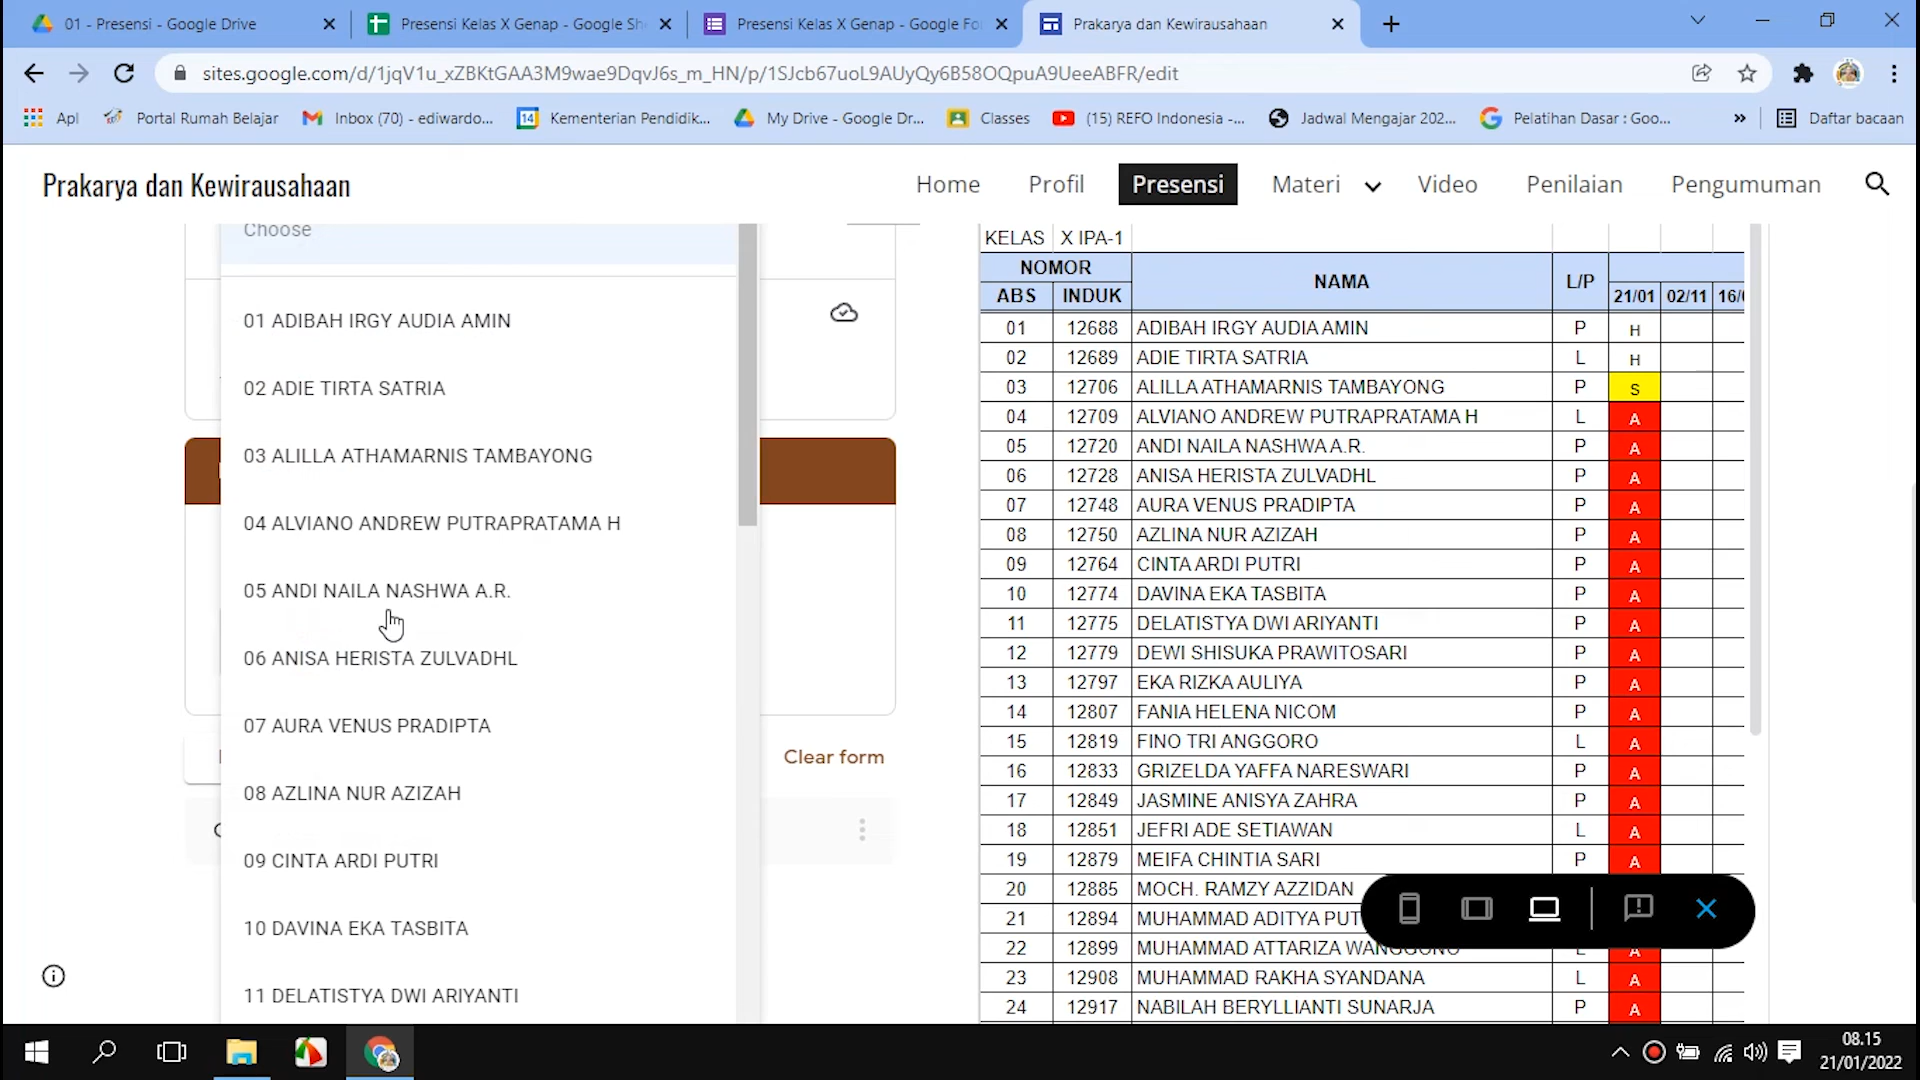 01 - Presensi - Google Drive
Presensi Kelas X Genap - Google She
Presensi Kelas X Genap - Google Fo
Prakarya dan Kewirausahaan
sites.google.com/d/1jqV1u_xZBKtGAA3M9wae9DqvJ6s_m_HN/p/1SJcb67uoL9AUyQy6B58OQpuA9UeeABFR/edit
Apl
Portal Rumah Belajar
Inbox (70) - ediwardo...
14
Kementerian Pendidik...
My Drive - Google Dr...
Classes
(15) REFO Indonesia -...
Jadwal Mengajar 202...
Pelatihan Dasar : Goo...
»
Daftar bacaan
Prakarya dan Kewirausahaan
Home
Profil
Presensi
Materi
Video
Penilaian
Pengumuman
Choose
01 ADIBAH IRGY AUDIA AMIN
02 ADIE TIRTA SATRIA
03 ALILLA ATHAMARNIS TAMBAYONG
04 ALVIANO ANDREW PUTRAPRATAMA H
05 ANDI NAILA NASHWA A.R.
06 ANISA HERISTA ZULVADHL
07 AURA VENUS PRADIPTA
08 AZLINA NUR AZIZAH
09 CINTA ARDI PUTRI
10 DAVINA EKA TASBITA
11 DELATISTYA DWI ARIYANTI
Clear form
KELAS X IPA-1
NOMOR NAMA L/P
ABS INDUK 21/01 02/11 16/0
01 12688 ADIBAH IRGY AUDIA AMIN P H
02 12689 ADIE TIRTA SATRIA L H
03 12706 ALILLA ATHAMARNIS TAMBAYONG P S
04 12709 ALVIANO ANDREW PUTRAPRATAMA H L A
05 12720 ANDI NAILA NASHWA A.R. P A
06 12728 ANISA HERISTA ZULVADHL P A
07 12748 AURA VENUS PRADIPTA P A
08 12750 AZLINA NUR AZIZAH P A
09 12764 CINTA ARDI PUTRI P A
10 12774 DAVINA EKA TASBITA P A
11 12775 DELATISTYA DWI ARIYANTI P A
12 12779 DEWI SHISUKA PRAWITOSARI P A
13 12797 EKA RIZKA AULIYA P A
14 12807 FANIA HELENA NICOM P A
15 12819 FINO TRI ANGGORO L A
16 12833 GRIZELDA YAFFA NARESWARI P A
17 12849 JASMINE ANISYA ZAHRA P A
18 12851 JEFRI ADE SETIAWAN L A
19 12879 MEIFA CHINTIA SARI P A
20 12885 MOCH. RAMZY AZZIDAN
21 12894 MUHAMMAD ADITYA PUT
22 12899 MUHAMMAD ATTARIZA WANGGONO L A
23 12908 MUHAMMAD RAKHA SYANDANA L A
24 12917 NABILAH BERYLLIANTI SUNARJA P A
08.15
21/01/2022